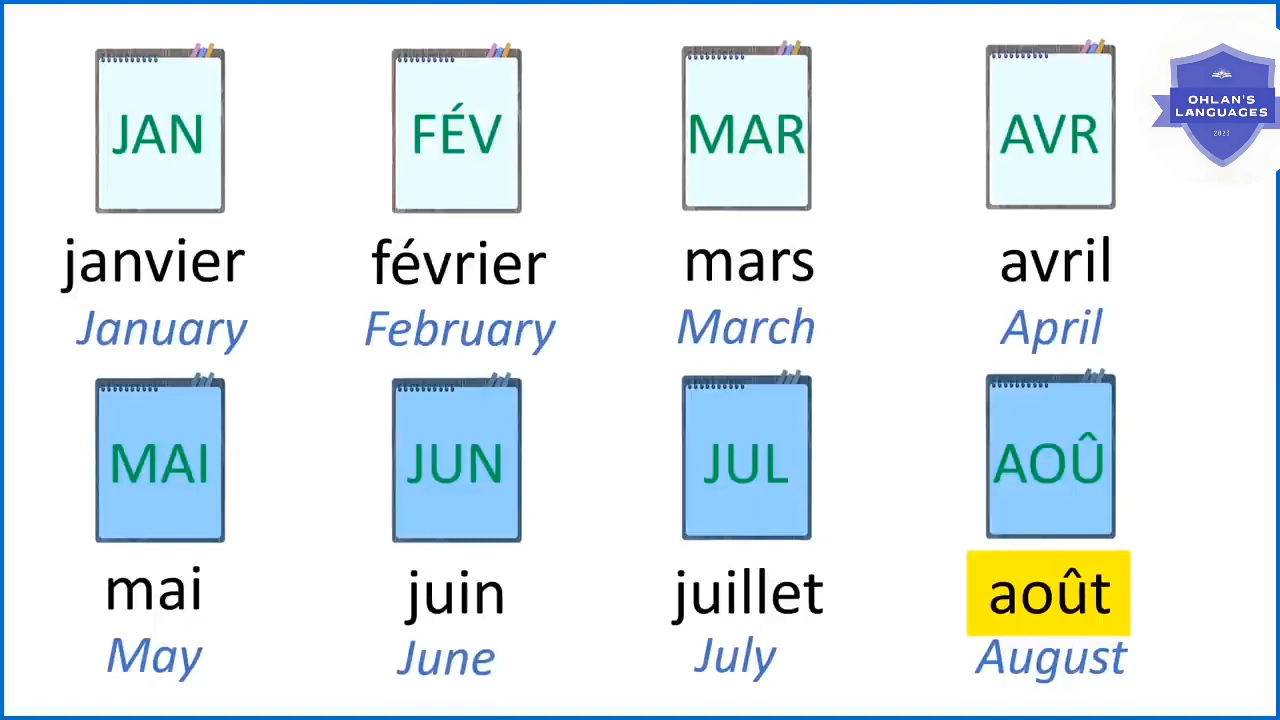 JAN FÉV MAR AVR
OHLAN'S
LANGUAGES
2023
janvier février mars avril
January February March April
MAI JUN JUL AOÛ
mai juin juillet août
May June July August